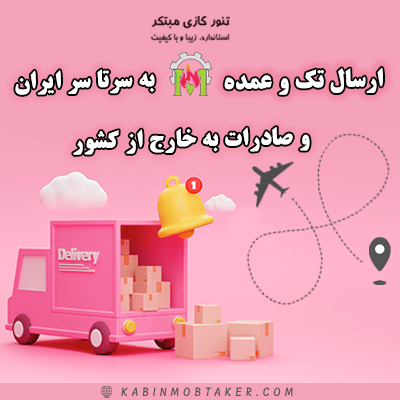 تنور گازی مبتکر
استاندارد، زیبا و با کیفیت
ارسال تک و عمده M به سرتا سر ایران
و صادرات به خارج از کشور
1
Delivery
KABINMOBTAKER.COM